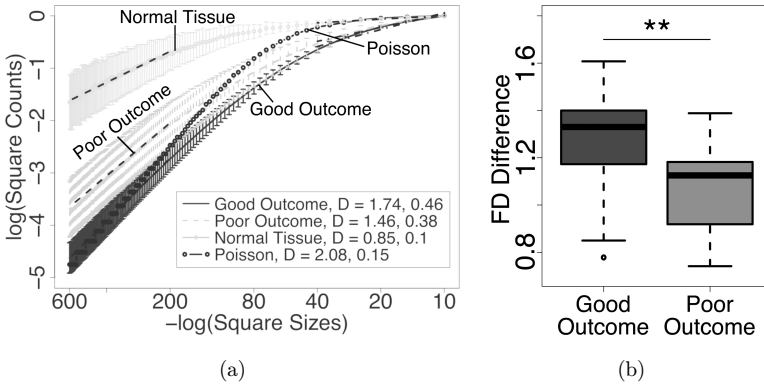 Normal Tissue
Poisson
Good Outcome
Poor Outcome
log(Square Counts)
0
−1
−2
−3
−4
−5
Good Outcome, D = 1.74, 0.46
Poor Outcome, D = 1.46, 0.38
Normal Tissue, D = 0.85, 0.1
Poisson, D = 2.08, 0.15
600 200 80 40 20 10
−log(Square Sizes)
(a)
**
FD Difference
1.6
1.2
0.8
Good Outcome
Poor Outcome
(b)